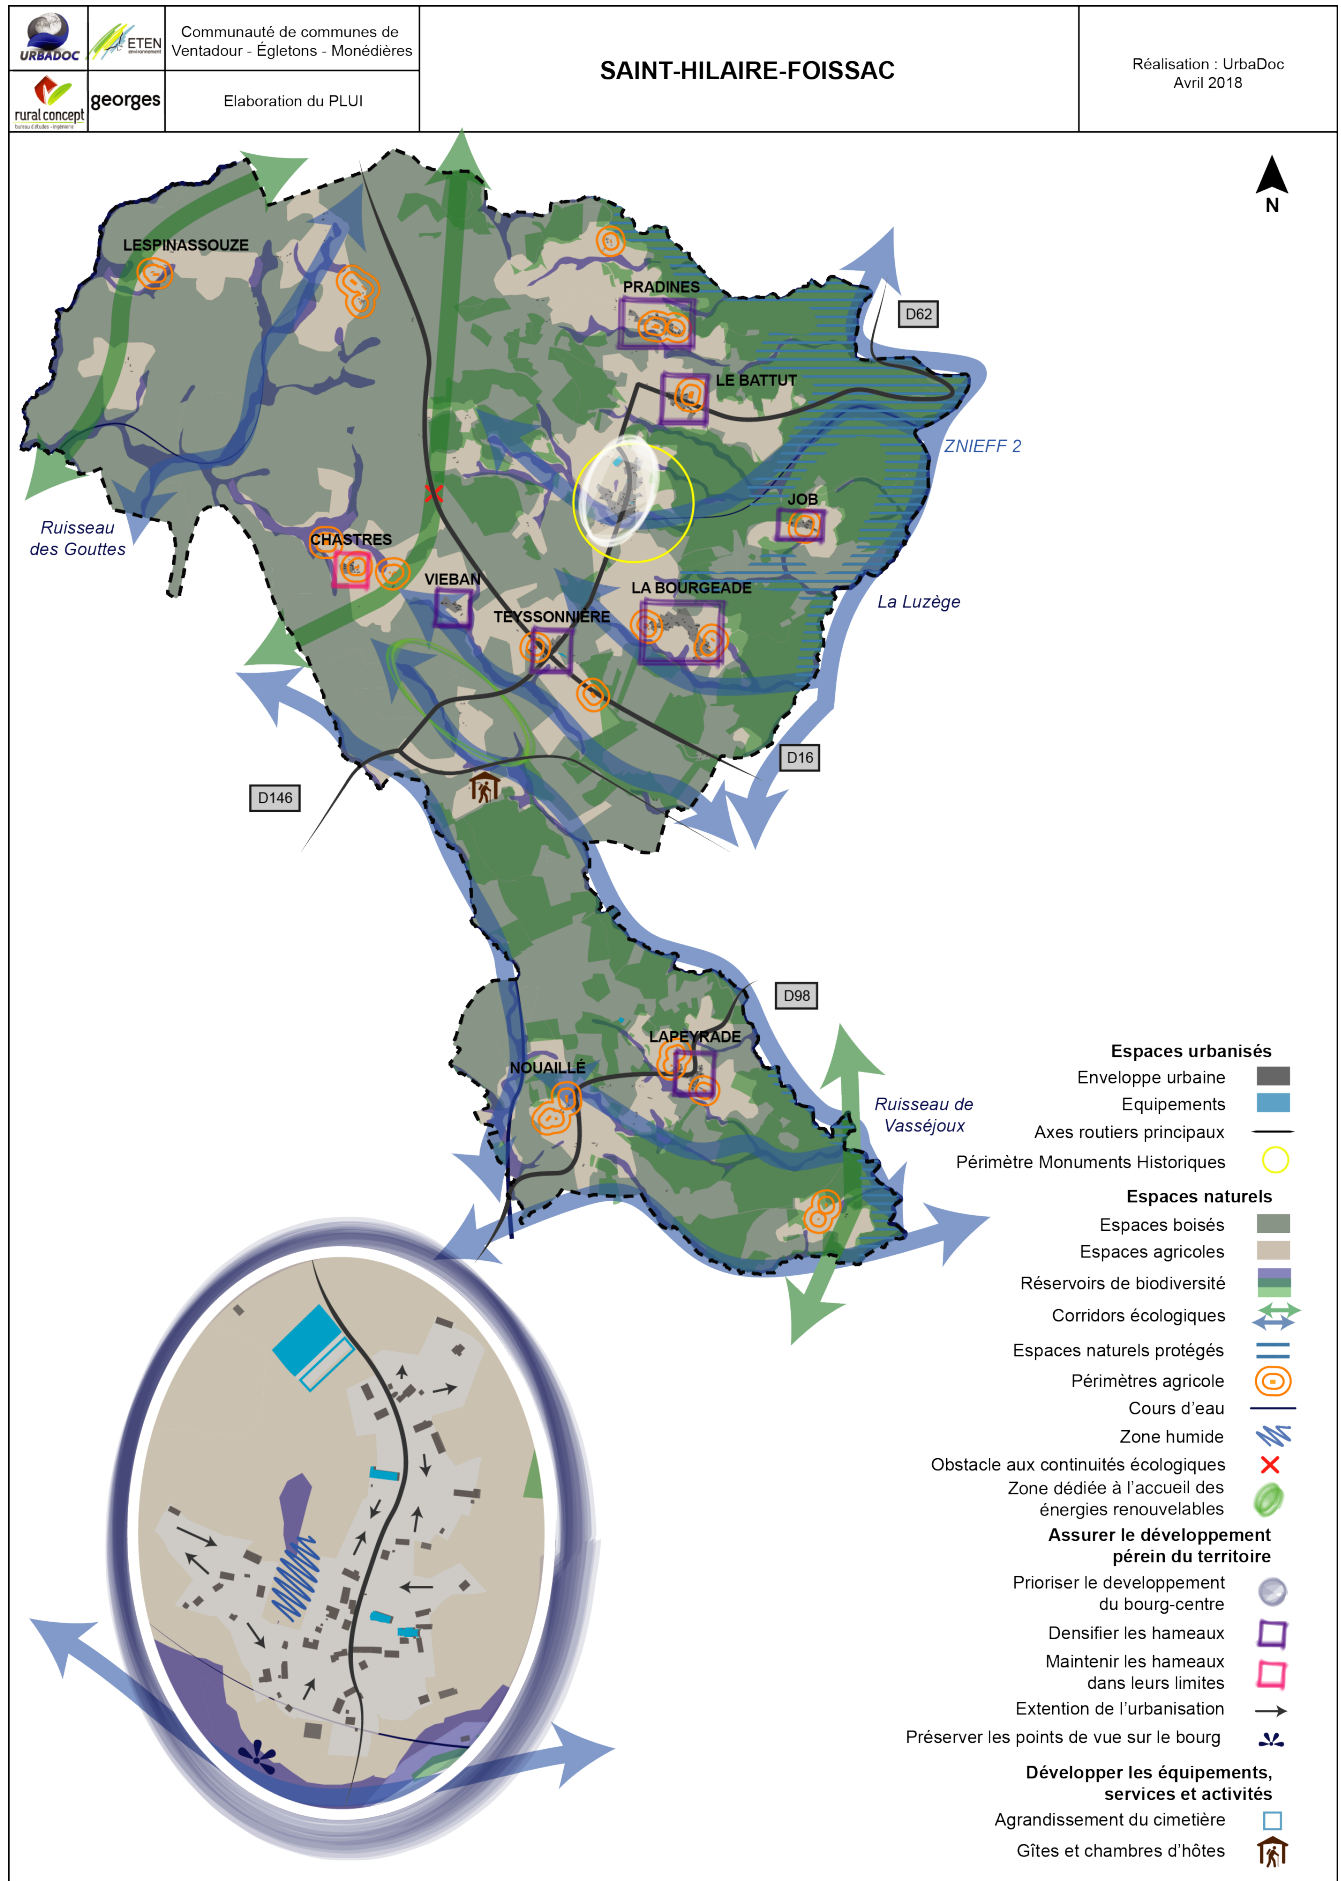 URBADOC
ETEN
environnement
Communauté de communes de
Ventadour - Égletons - Monédières
SAINT-HILAIRE-FOISSAC
Réalisation : UrbaDoc
Avril 2018
rural concept
bureau d'études - ingénierie
georges
Elaboration du PLUI
N
LESPINASSOUZE
PRADINES
D62
LE BATTUT
ZNIEFF 2
JOB
Ruisseau
des Gouttes
CHASTRES
VIEBAN
LA BOURGEADE
La Luzège
TEYSSONNIÈRE
D16
D146
D98
LAPEYRADE
NOUAILLÉ
Ruisseau de
Vasséjoux
Espaces urbanisés
Enveloppe urbaine
Equipements
Axes routiers principaux
Périmètre Monuments Historiques
Espaces naturels
Espaces boisés
Espaces agricoles
Réservoirs de biodiversité
Corridors écologiques
Espaces naturels protégés
Périmètres agricole
Cours d'eau
Zone humide
Obstacle aux continuités écologiques
Zone dédiée à l'accueil des
énergies renouvelables
Assurer le développement
pérein du territoire
Prioriser le developpement
du bourg-centre
Densifier les hameaux
Maintenir les hameaux
dans leurs limites
Extention de l'urbanisation
Préserver les points de vue sur le bourg
Développer les équipements,
services et activités
Agrandissement du cimetière
Gîtes et chambres d'hôtes